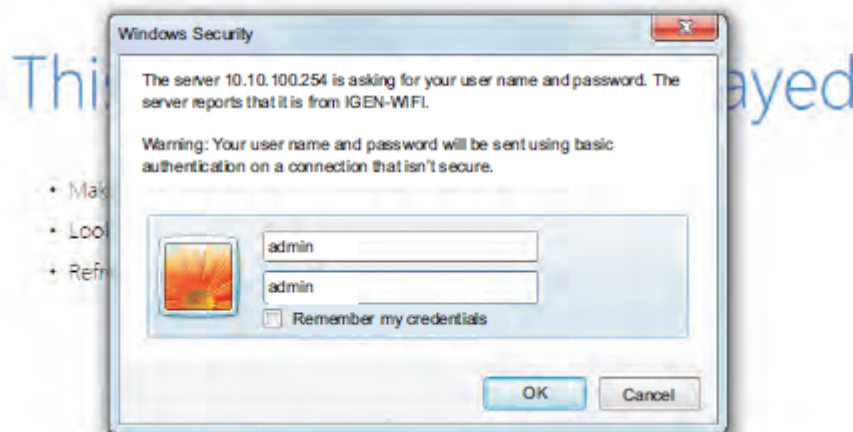 Windows Security
This ayed
The server 10.10.100.254 is asking for your user name and password. The
server reports that it is from IGEN-WIFI.
Warning: Your user name and password will be sent using basic
authentication on a connection that isn't secure.
• Mak
• Lool
• Refr
admin
admin
Remember my credentials
OK Cancel